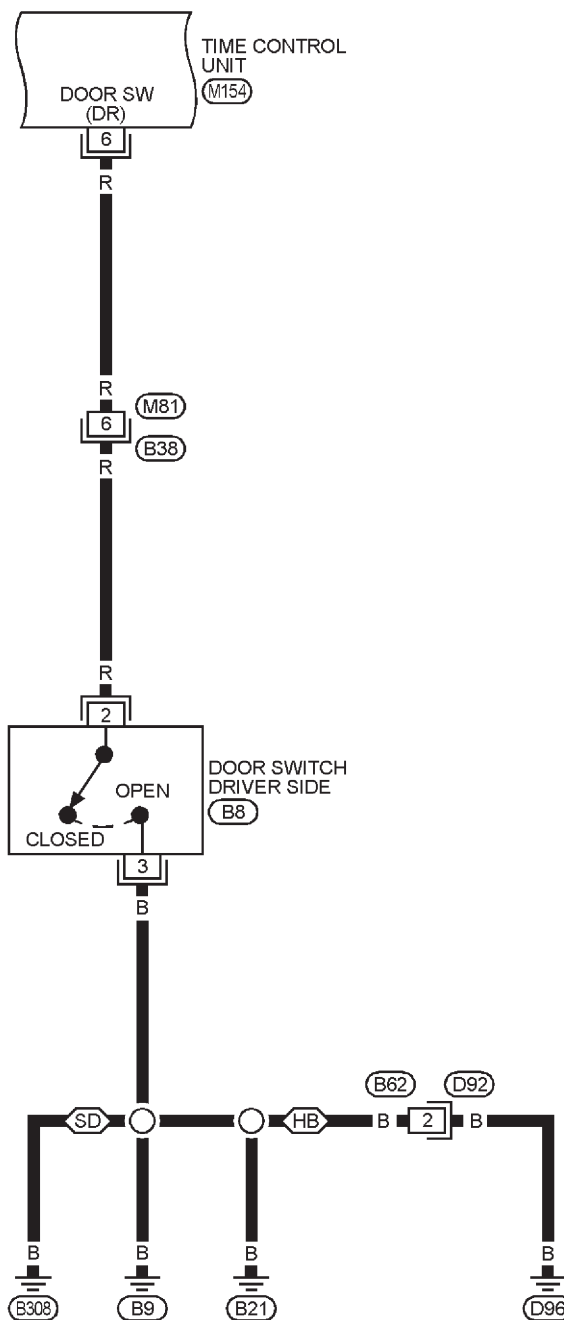 TIME CONTROL
UNIT
M154
DOOR SW
(DR)
6
R
R
M81
6
B38
R
R
2
DOOR SWITCH
DRIVER SIDE
B8
OPEN
CLOSED
3
B
B62
D92
SD
HB
B
2
B
B
B
B
B
B308
B9
B21
D96